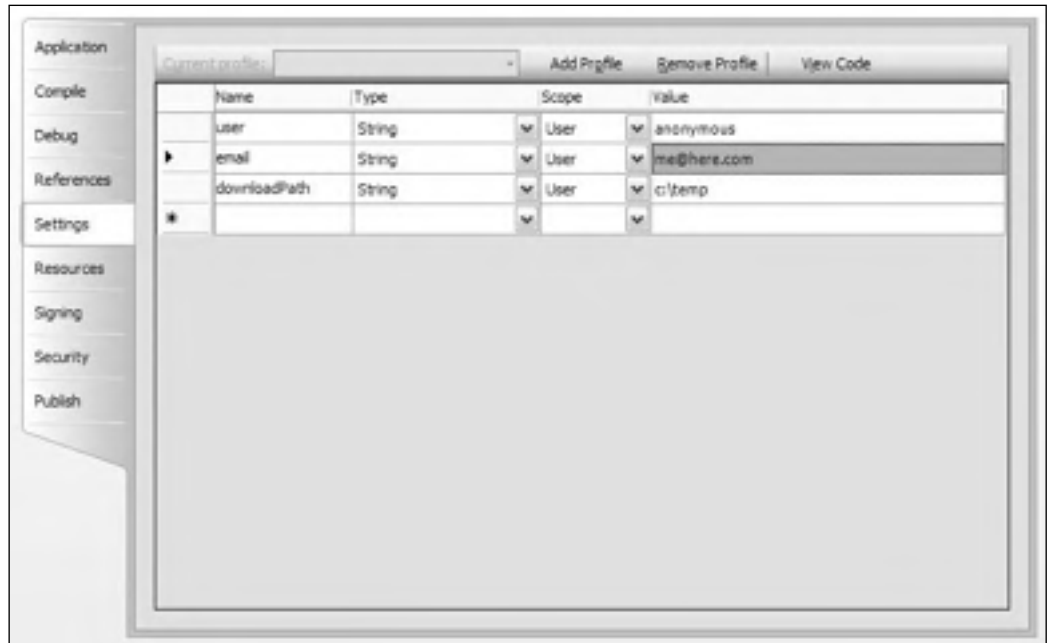 Application
Compile
Debug
References
Settings
Resources
Signing
Security
Publish
Current profile: Add Profile Remove Profile View Code
Name Type Scope Value
user String User anonymous
email String User me@here.com
downloadPath String User c:\temp